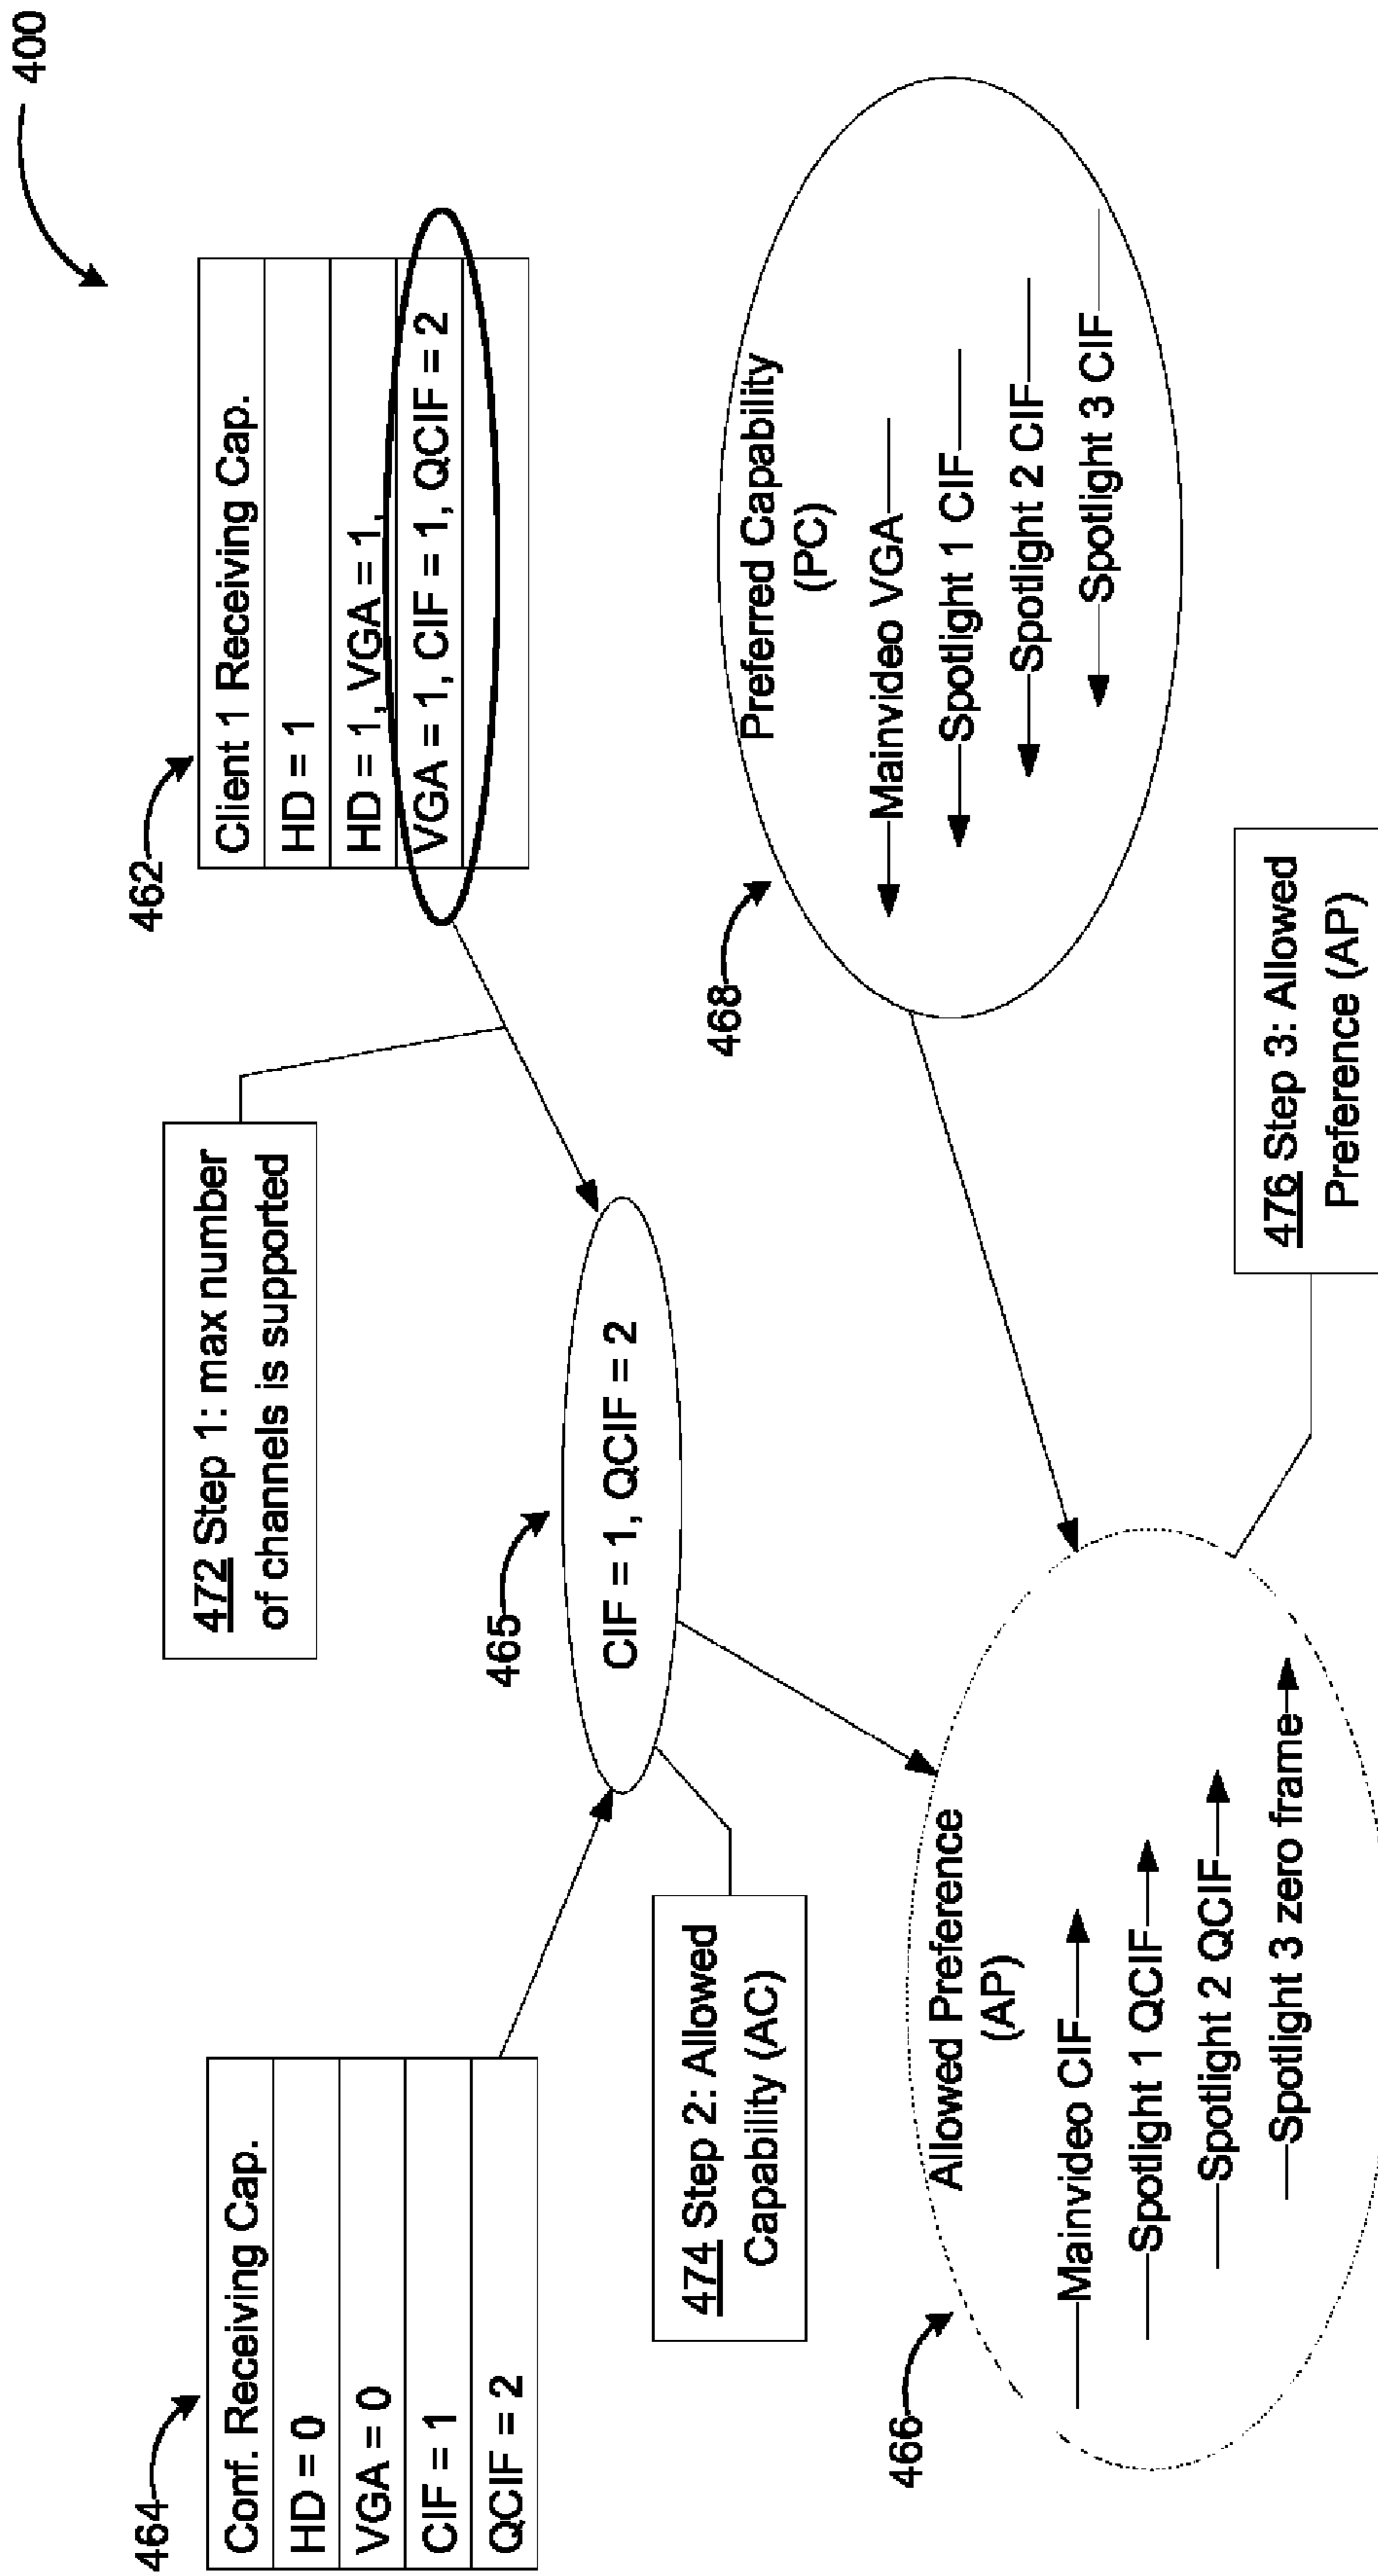 400
464
Conf. Receiving Cap.
HD = 0
VGA = 0
CIF = 1
QCIF = 2
472 Step 1: max number
of channels is supported
462
Client 1 Receiving Cap.
HD = 1
HD = 1, VGA = 1,
VGA = 1, CIF = 1, QCIF = 2
465
CIF = 1, QCIF = 2
474 Step 2: Allowed
Capability (AC)
468
Preferred Capability
(PC)
Mainvideo VGA
Spotlight 1 CIF
Spotlight 2 CIF
Spotlight 3 CIF
466
Allowed Preference
(AP)
Mainvideo CIF
Spotlight 1 QCIF
Spotlight 2 QCIF
Spotlight 3 zero frame
476 Step 3: Allowed
Preference (AP)